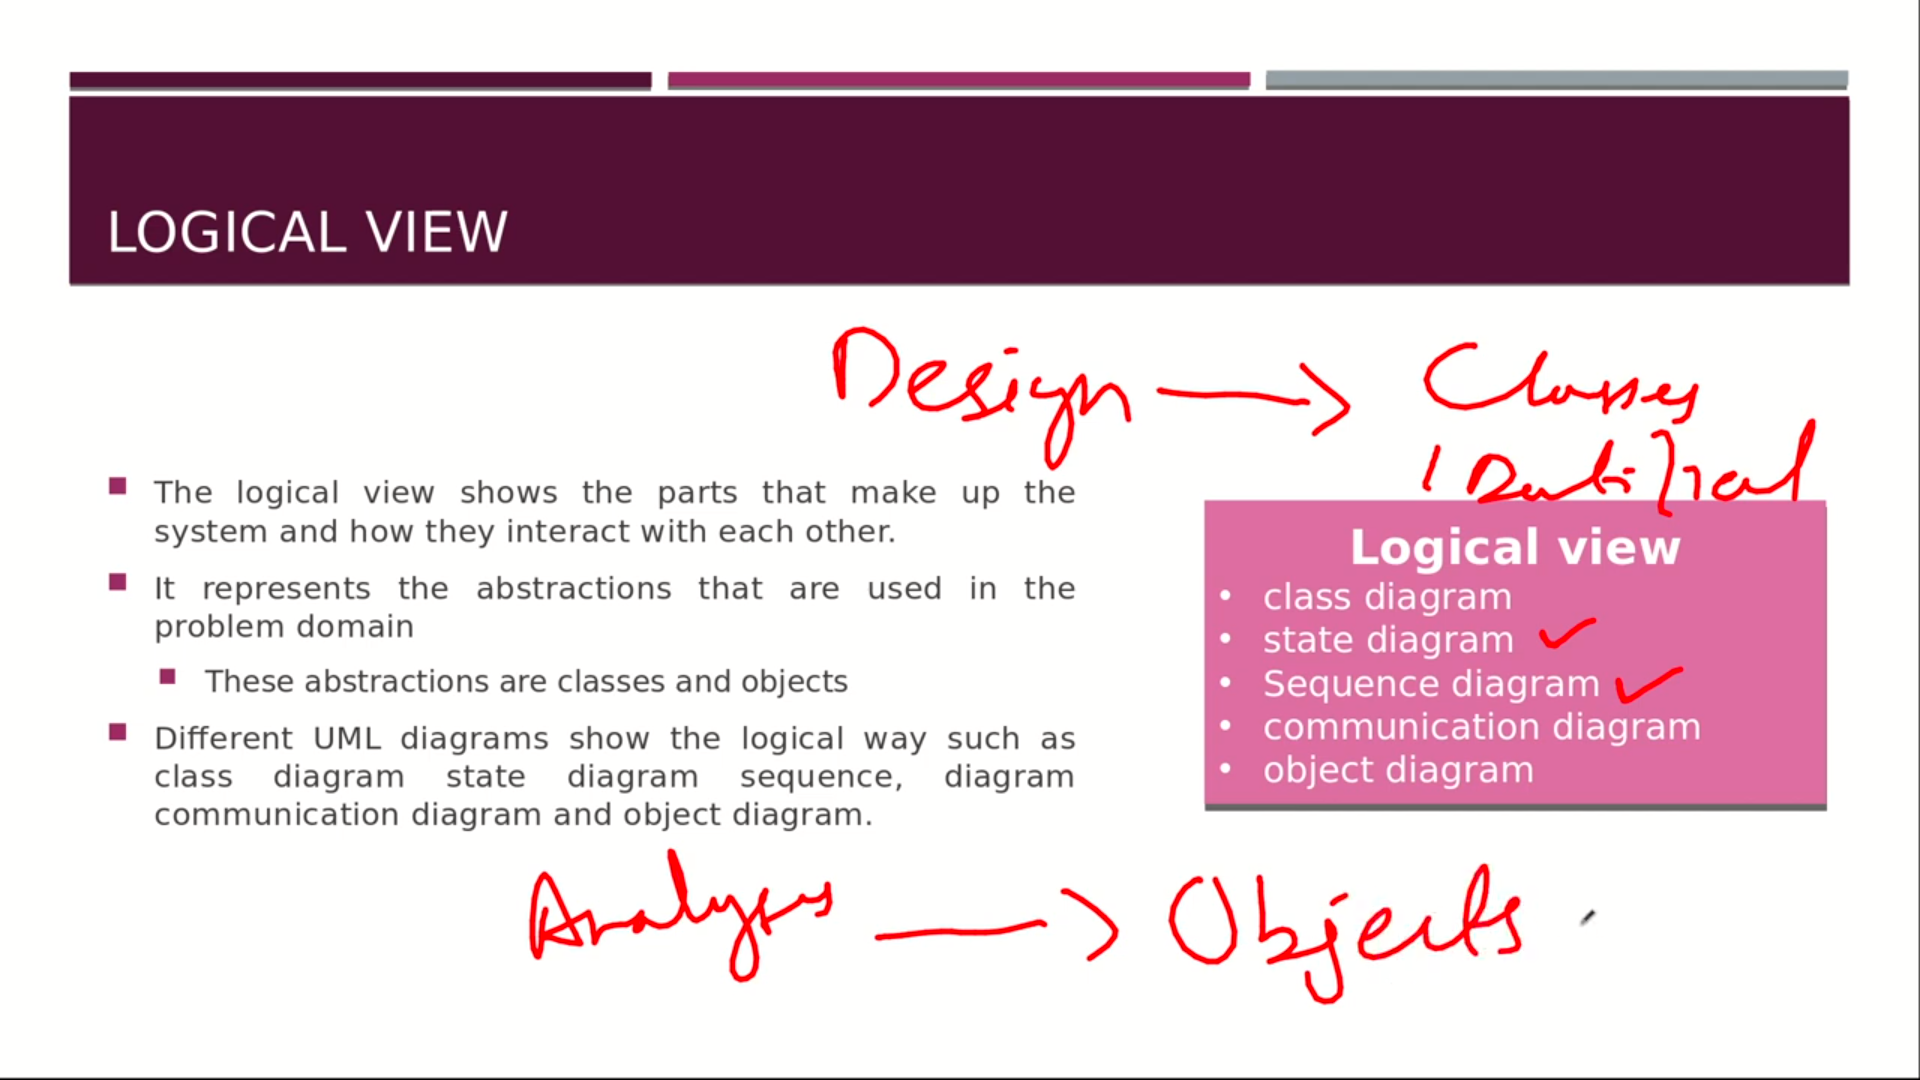 LOGICAL VIEW
Design → Classes
The logical view shows the parts that make up the
system and how they interact with each other.
It represents the abstractions that are used in the
problem domain
These abstractions are classes and objects
Different UML diagrams show the logical way such as
class diagram state diagram sequence, diagram
communication diagram and object diagram.
Logical view
• class diagram
• state diagram ✓
• Sequence diagram ✓
• communication diagram
• object diagram
Analyses → Objects